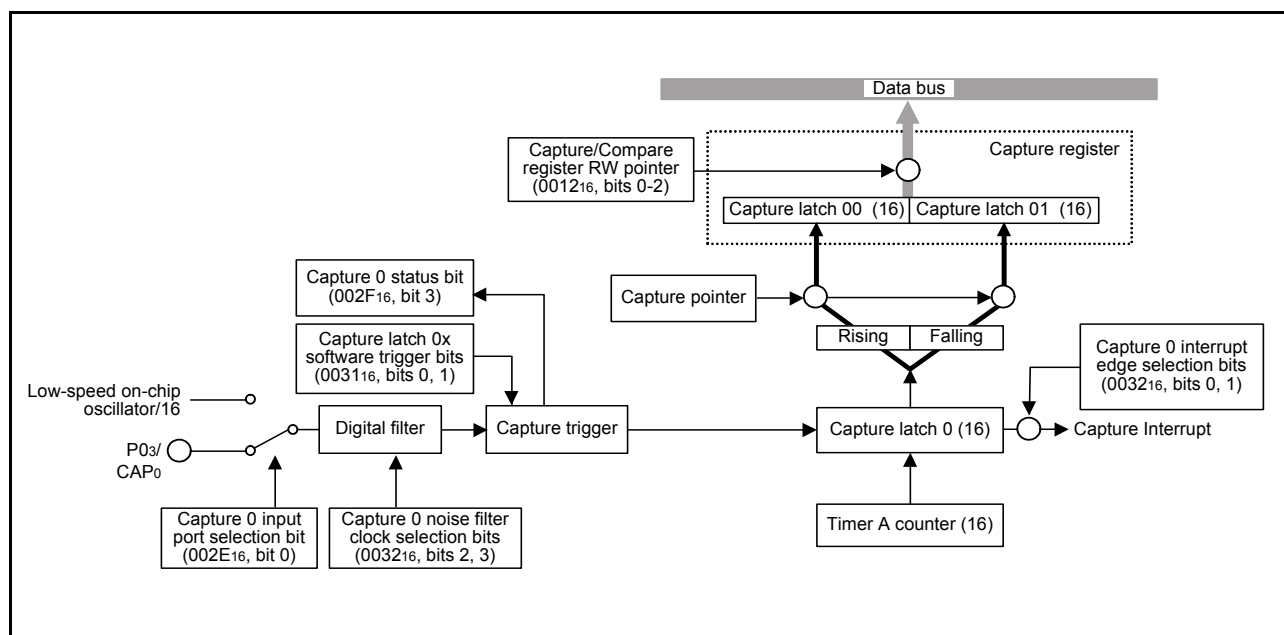 Data bus
Capture/Compare
register RW pointer
(0012₁₆, bits 0-2)
Capture register
Capture latch 00 (16)
Capture latch 01 (16)
Capture 0 status bit
(002F₁₆, bit 3)
Capture pointer
Rising
Falling
Capture latch 0x
software trigger bits
(0031₁₆, bits 0, 1)
Capture 0 interrupt
edge selection bits
(0032₁₆, bits 0, 1)
Low-speed on-chip
oscillator/16
P0₃/
CAP₀
Digital filter
Capture trigger
Capture latch 0 (16)
Capture Interrupt
Capture 0 input
port selection bit
(002E₁₆, bit 0)
Capture 0 noise filter
clock selection bits
(0032₁₆, bits 2, 3)
Timer A counter (16)